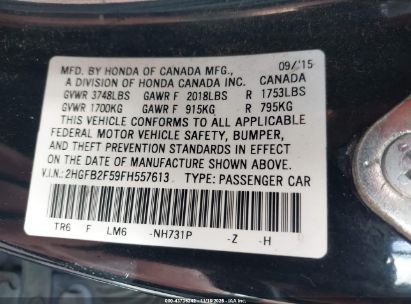 09/15
MFD. BY HONDA OF CANADA MFG.,
A DIVISION OF HONDA CANADA INC. CANADA
GVWR 3748LBS GAWR F 2018LBS R 1753LBS
GVWR 1700KG GAWR F 915KG R 795KG
THIS VEHICLE CONFORMS TO ALL APPLICABLE
FEDERAL MOTOR VEHICLE SAFETY, BUMPER,
AND THEFT PREVENTION STANDARDS IN EFFECT
ON THE DATE OF MANUFACTURE SHOWN ABOVE.
V.I.N.: 2HGFB2F59FH557613 TYPE: PASSENGER CAR
TR6 F LM6 -NH731P -Z -H